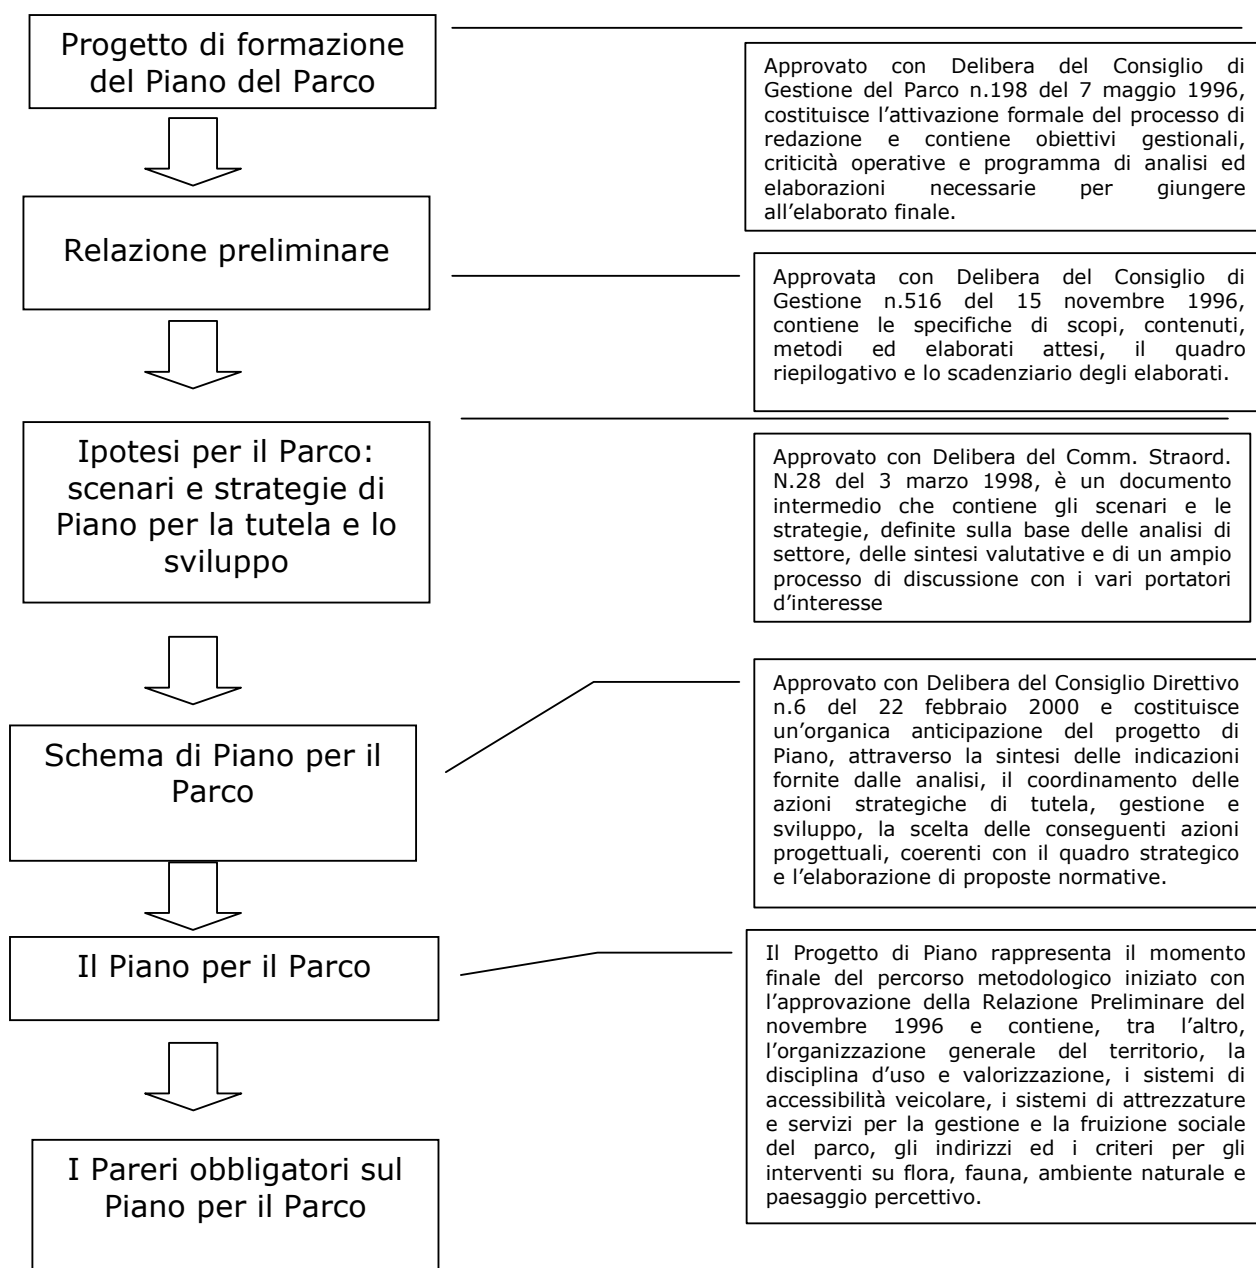 Progetto di formazione
del Piano del Parco
Approvato con Delibera del Consiglio di
Gestione del Parco n.198 del 7 maggio 1996,
costituisce l'attivazione formale del processo di
redazione e contiene obiettivi gestionali,
criticità operative e programma di analisi ed
elaborazioni necessarie per giungere
all'elaborato finale.
Relazione preliminare
Approvata con Delibera del Consiglio di
Gestione n.516 del 15 novembre 1996,
contiene le specifiche di scopi, contenuti,
metodi ed elaborati attesi, il quadro
riepilogativo e lo scadenziario degli elaborati.
Ipotesi per il Parco:
scenari e strategie di
Piano per la tutela e lo
sviluppo
Approvato con Delibera del Comm. Straord.
N.28 del 3 marzo 1998, è un documento
intermedio che contiene gli scenari e le
strategie, definite sulla base delle analisi di
settore, delle sintesi valutative e di un ampio
processo di discussione con i vari portatori
d'interesse
Schema di Piano per il
Parco
Approvato con Delibera del Consiglio Direttivo
n.6 del 22 febbraio 2000 e costituisce
un'organica anticipazione del progetto di
Piano, attraverso la sintesi delle indicazioni
fornite dalle analisi, il coordinamento delle
azioni strategiche di tutela, gestione e
sviluppo, la scelta delle conseguenti azioni
progettuali, coerenti con il quadro strategico
e l'elaborazione di proposte normative.
Il Piano per il Parco
Il Progetto di Piano rappresenta il momento
finale del percorso metodologico iniziato con
l'approvazione della Relazione Preliminare del
novembre 1996 e contiene, tra l'altro,
l'organizzazione generale del territorio, la
disciplina d'uso e valorizzazione, i sistemi di
accessibilità veicolare, i sistemi di attrezzature
e servizi per la gestione e la fruizione sociale
del parco, gli indirizzi ed i criteri per gli
interventi su flora, fauna, ambiente naturale e
paesaggio percettivo.
I Pareri obbligatori sul
Piano per il Parco